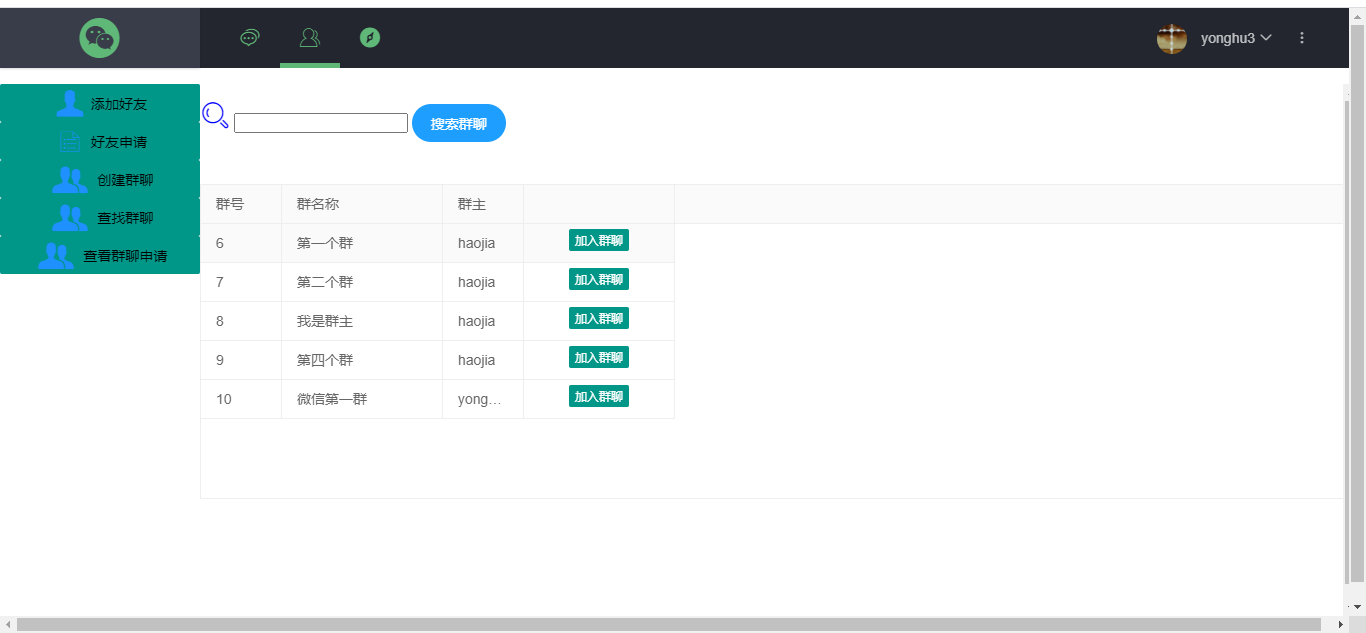 yonghu3
添加好友
好友申请
创建群聊
查找群聊
查看群聊申请
搜索群聊
群号 群名称 群主
6 第一个群 haojia 加入群聊
7 第二个群 haojia 加入群聊
8 我是群主 haojia 加入群聊
9 第四个群 haojia 加入群聊
10 微信第一群 yong... 加入群聊